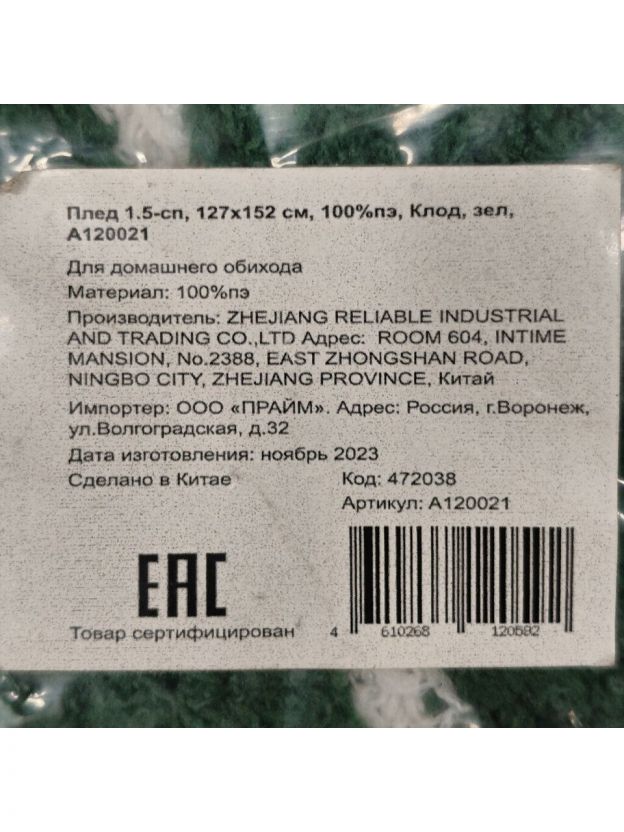 Плед 1.5-сп, 127х152 см, 100%пэ, Клод, зел,
А120021
Для домашнего обихода
Материал: 100%пэ
Производитель: ZHEJIANG RELIABLE INDUSTRIAL
AND TRADING CO.,LTD Адрес: ROOM 604, INTIME
MANSION, No.2388, EAST ZHONGSHAN ROAD,
NINGBO CITY, ZHEJIANG PROVINCE, Китай
Импортер: ООО «ПРАЙМ». Адрес: Россия, г.Воронеж,
ул.Волгоградская, д.32
Дата изготовления: ноябрь 2023
Сделано в Китае Код: 472038
Артикул: А120021
EAC
Товар сертифицирован
4 610268 120592